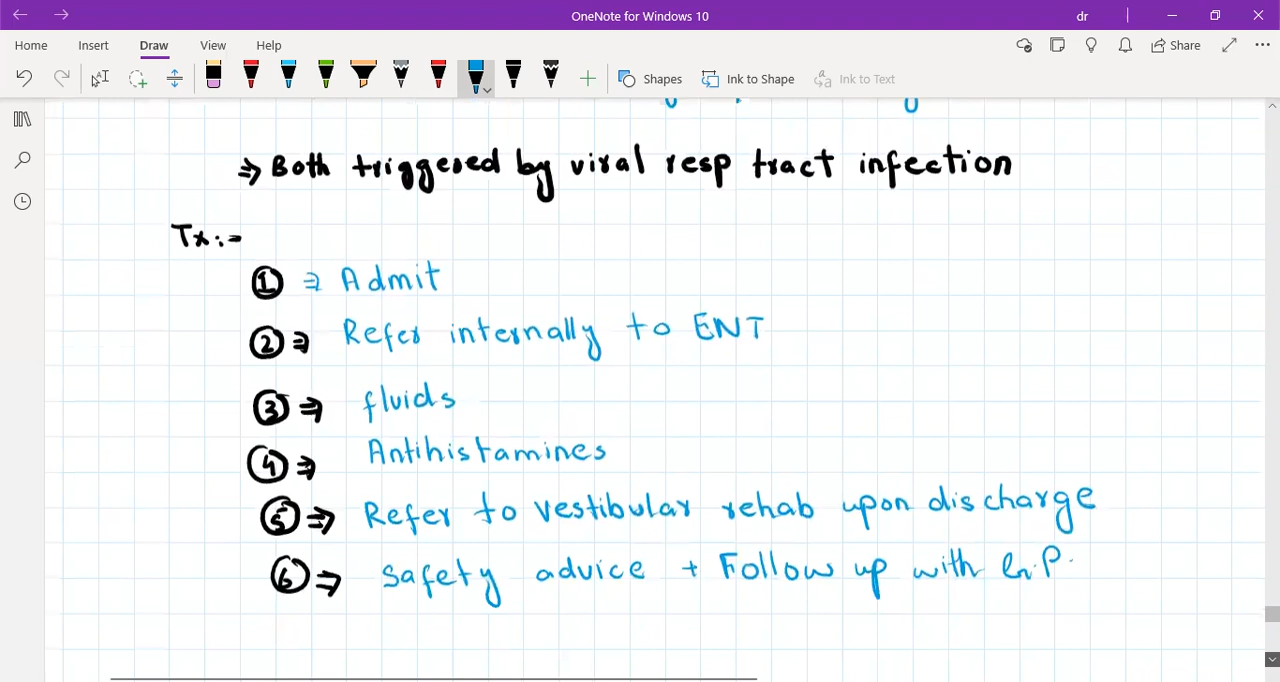 OneNote for Windows 10
dr
Home Insert Draw View Help
Share
Shapes
Ink to Shape
Ink to Text
⇒ Both triggered by viral resp tract infection
Tx:-
① ⇒ Admit
② ⇒ Refer internally to ENT
③ ⇒ fluids
④ ⇒ Antihistamines
⑤ ⇒ Refer to vestibular rehab upon discharge
⑥ ⇒ Safety advice + Follow up with G.P.